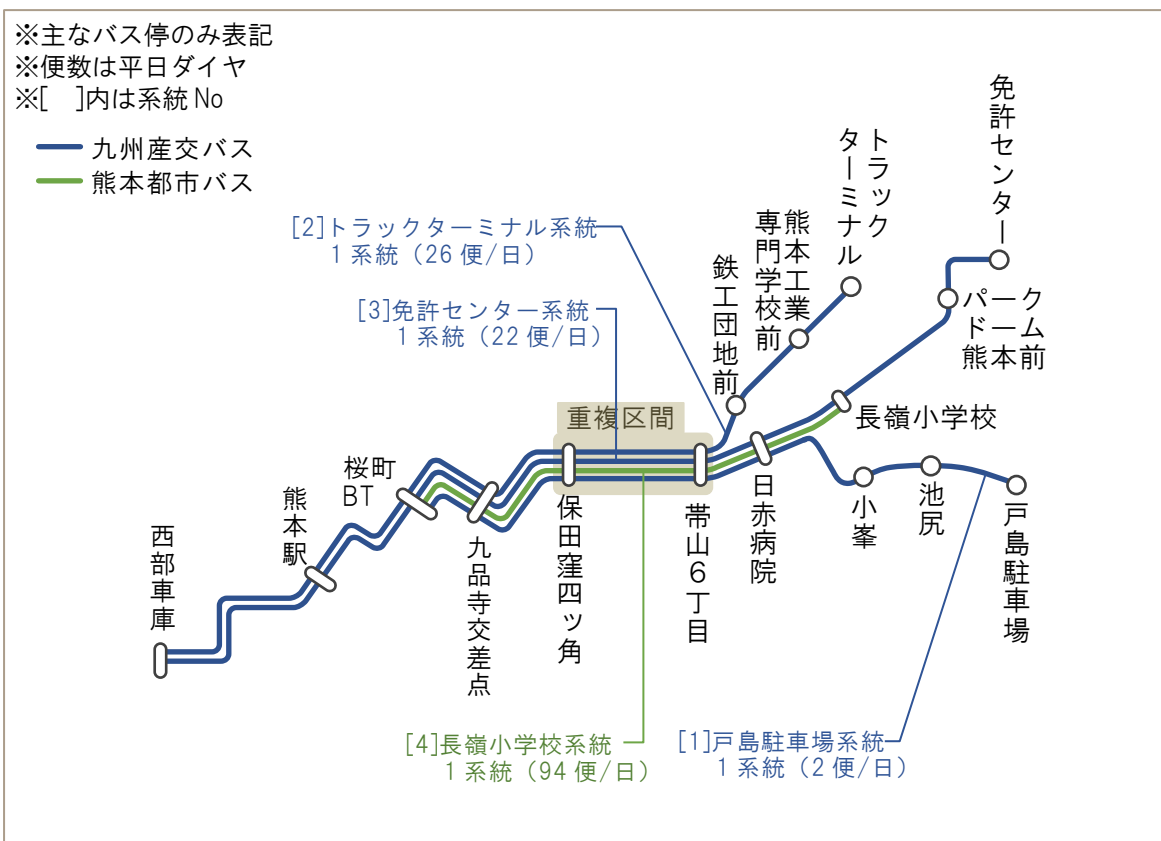 ※主なバス停のみ表記
※便数は平日ダイヤ
※[　]内は系統No
九州産交バス
熊本都市バス
[2]トラックターミナル系統
1系統（26便/日）
[3]免許センター系統
1系統（22便/日）
重複区間
西部車庫
熊本駅
桜町
BT
九品寺交差点
保田窪四ッ角
帯山６丁目
日赤病院
鉄工団地前
熊本工業
専門学校前
トラック
ターミナル
免許センター
パーク
ドーム
熊本前
長嶺小学校
小峯
池尻
戸島駐車場
[4]長嶺小学校系統
1系統（94便/日）
[1]戸島駐車場系統
1系統（2便/日）